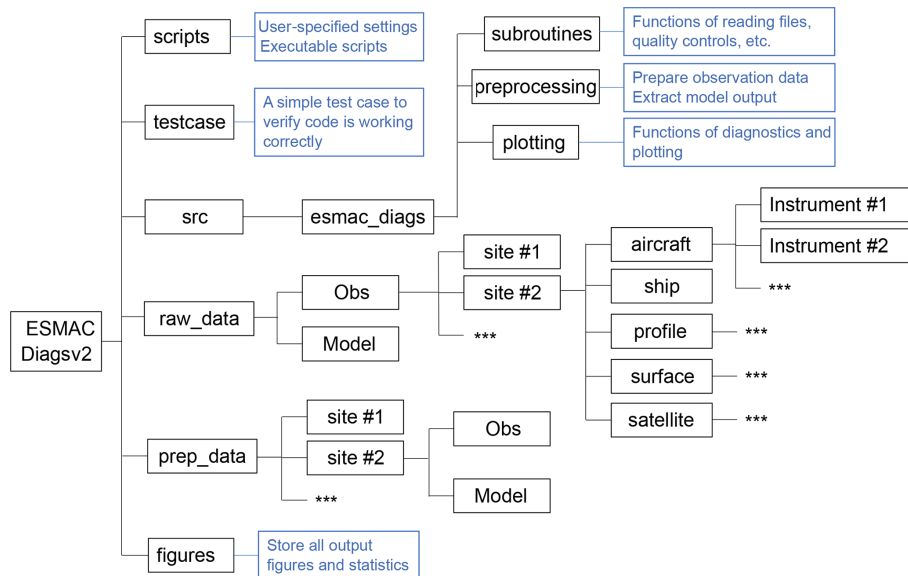 scripts
User-specified settings
Executable scripts
subroutines
Functions of reading files,
quality controls, etc.
preprocessing
Prepare observation data
Extract model output
testcase
A simple test case to
verify code is working
correctly
plotting
Functions of diagnostics and
plotting
src
esmac_diags
Instrument #1
aircraft
Instrument #2
***
site #1
Obs
site #2
ship
raw_data
***
profile
***
Model
ESMAC
Diagsv2
surface
***
satellite
***
site #1
Obs
prep_data
site #2
Model
***
figures
Store all output
figures and statistics